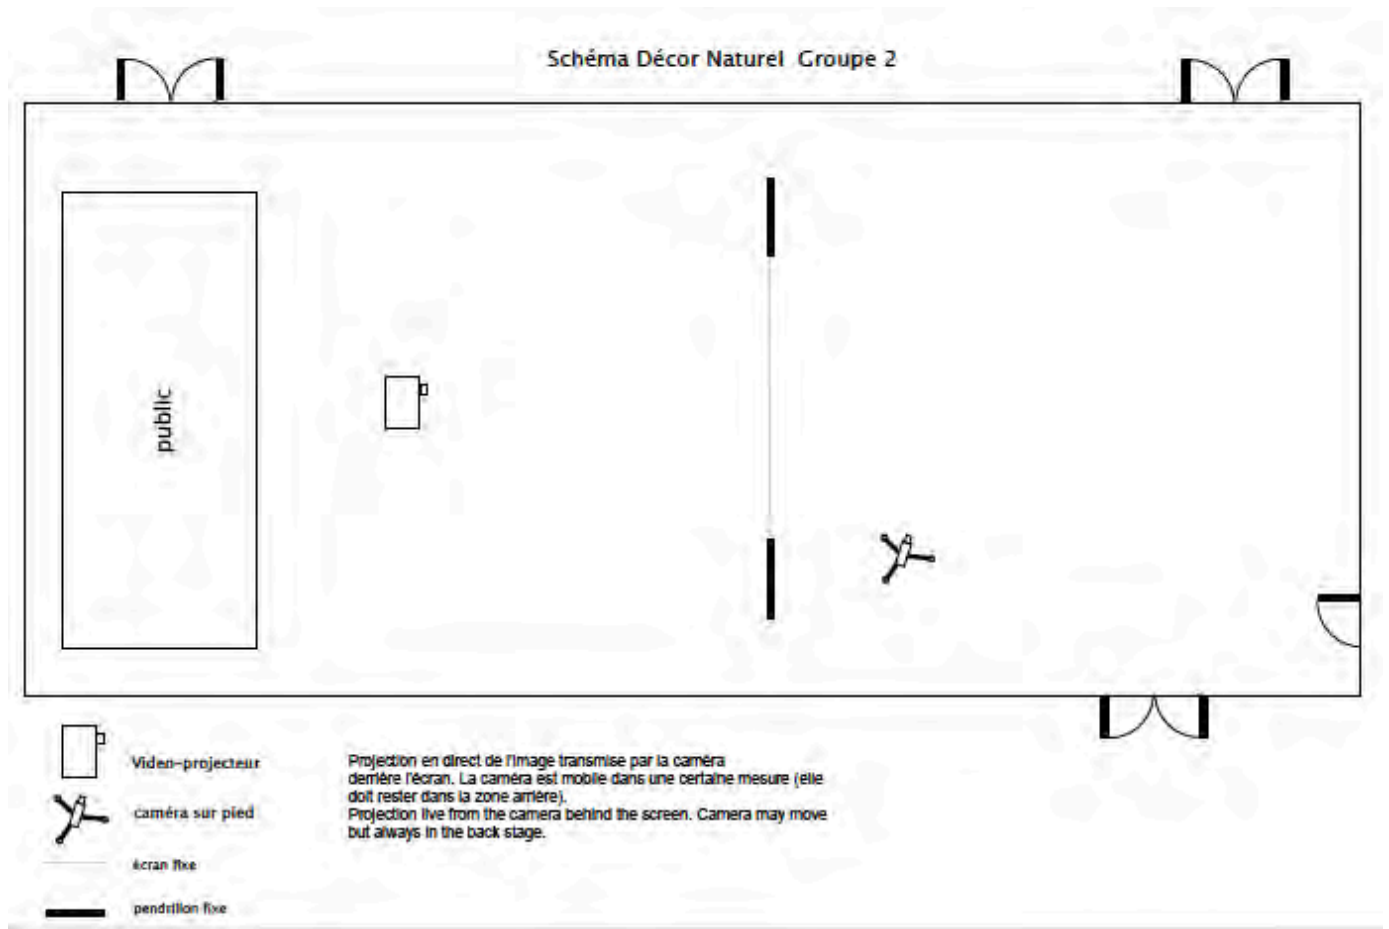 Schéma Décor Naturel Groupe 2
public
Video-projecteur
caméra sur pied
écran fixe
pendrillon fixe
Projection en direct de l'image transmise par la caméra
derrière l'écran. La caméra est mobile dans une certaine mesure (elle
doit rester dans la zone arrière).
Projection live from the camera behind the screen. Camera may move
but always in the back stage.